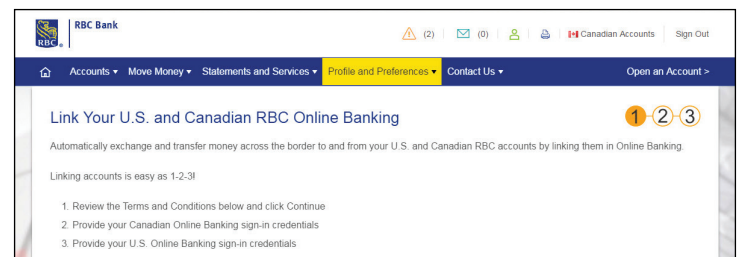 RBC Bank
RBC
(2) (0) Canadian Accounts Sign Out
Accounts Move Money Statements and Services Profile and Preferences Contact Us Open an Account >
Link Your U.S. and Canadian RBC Online Banking 1 2 3
Automatically exchange and transfer money across the border to and from your U.S. and Canadian RBC accounts by linking them in Online Banking.
Linking accounts is easy as 1-2-3!
1. Review the Terms and Conditions below and click Continue
2. Provide your Canadian Online Banking sign-in credentials
3. Provide your U.S. Online Banking sign-in credentials